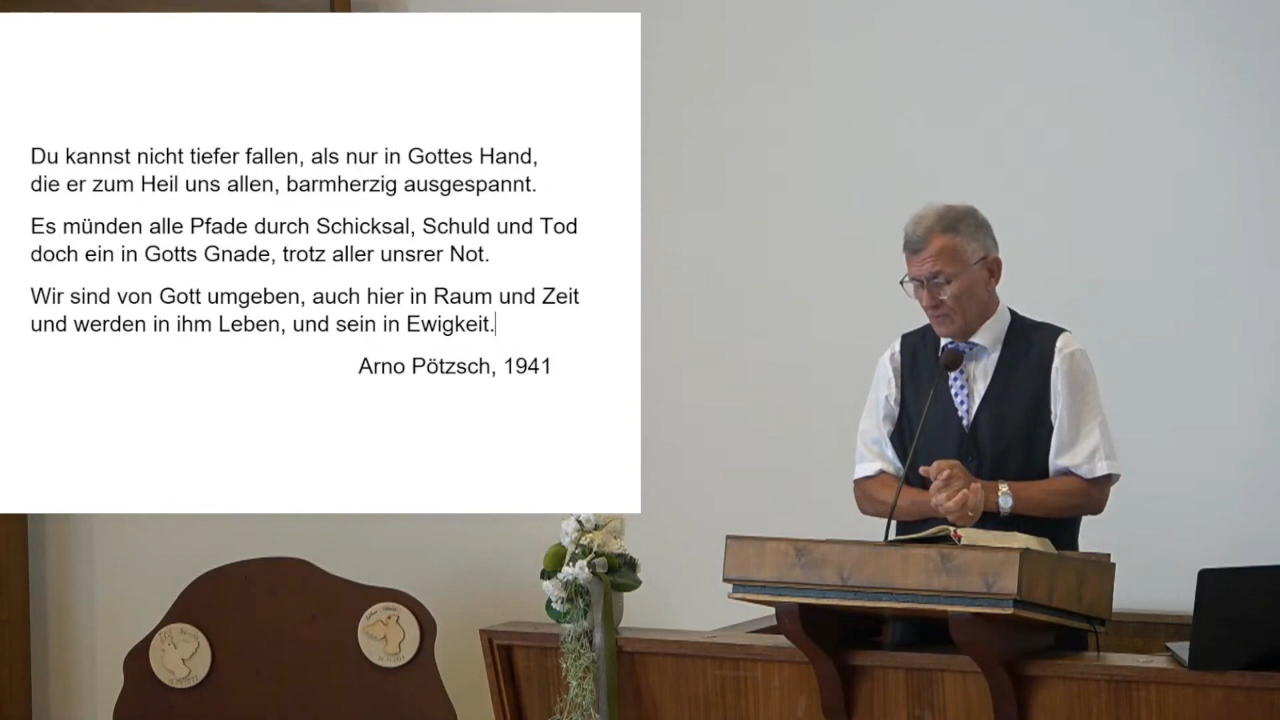 Du kannst nicht tiefer fallen, als nur in Gottes Hand,
die er zum Heil uns allen, barmherzig ausgespannt.
Es münden alle Pfade durch Schicksal, Schuld und Tod
doch ein in Gotts Gnade, trotz aller unsrer Not.
Wir sind von Gott umgeben, auch hier in Raum und Zeit
und werden in ihm Leben, und sein in Ewigkeit.
Arno Pötzsch, 1941